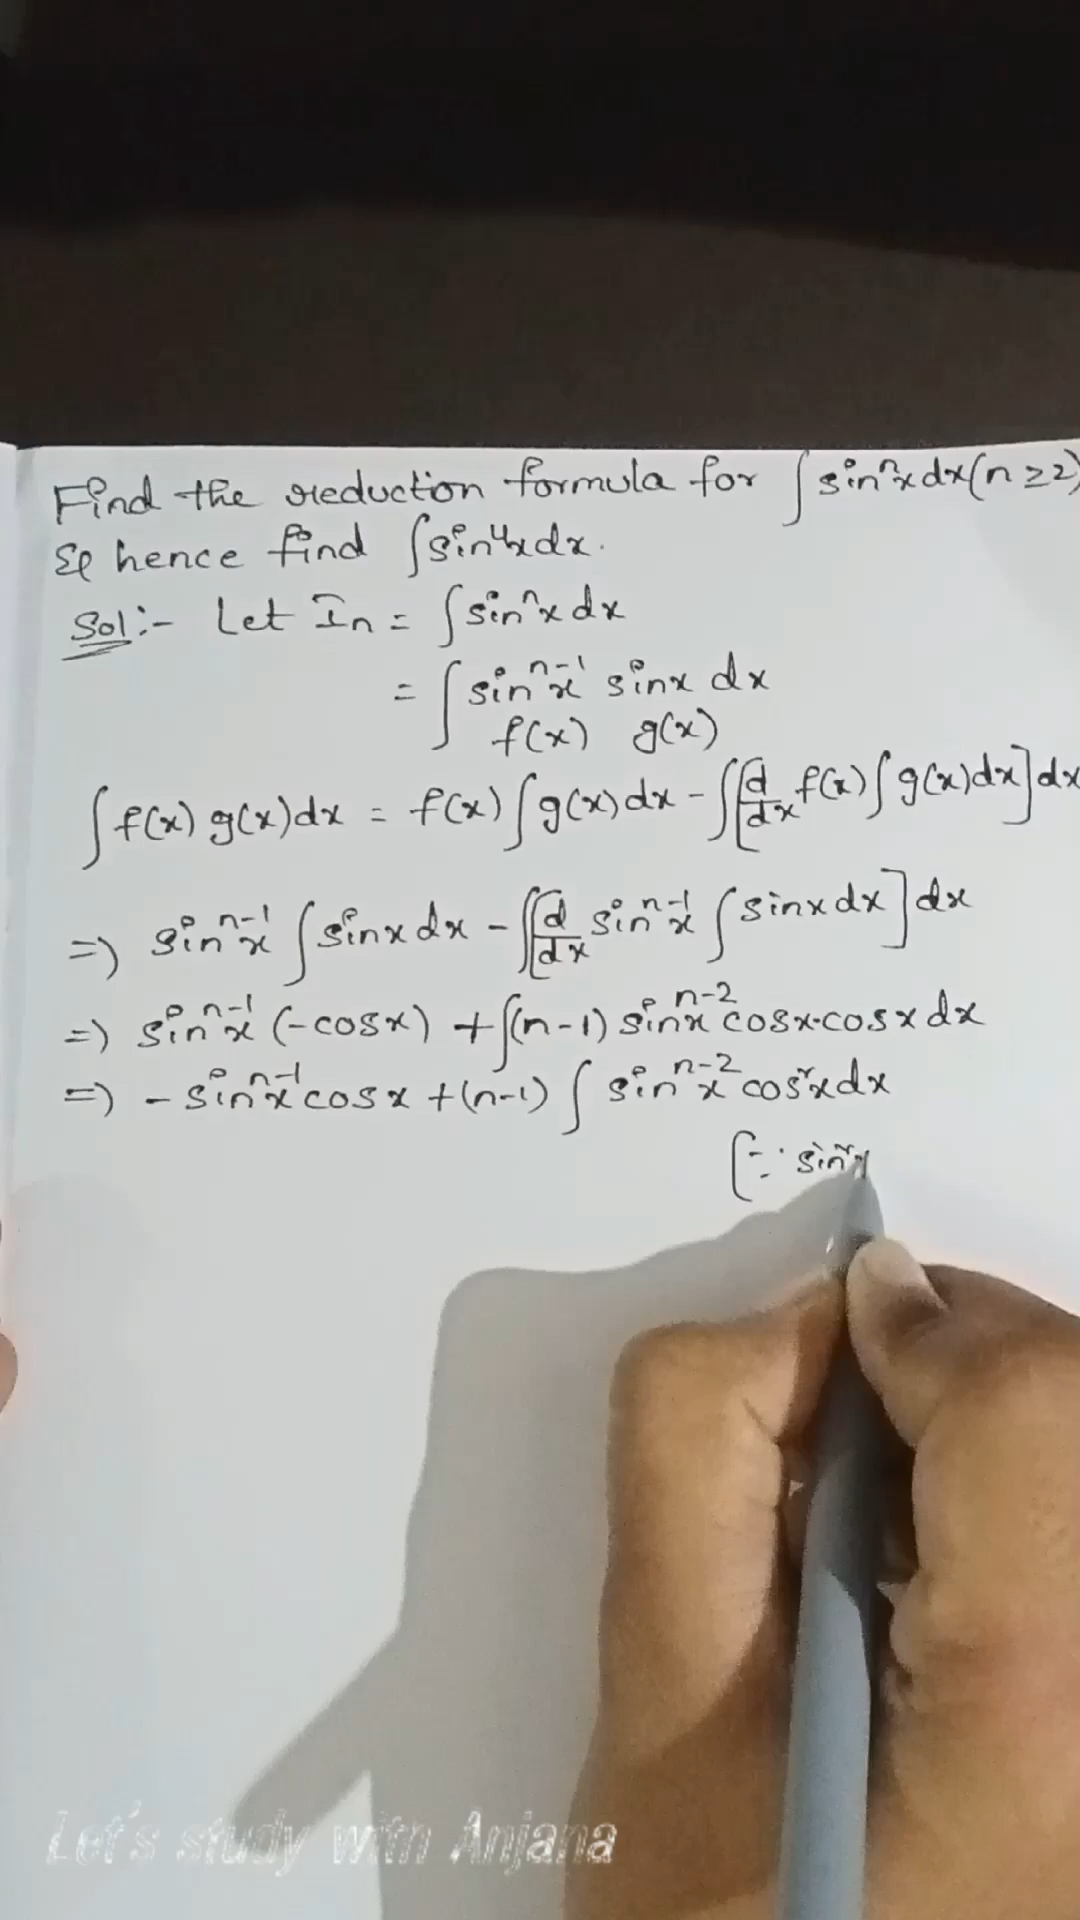 Find the reduction formula for ∫ sinⁿx dx (n ≥ 2)
& hence find ∫ sin⁴x dx.
Sol:- Let Iₙ = ∫ sinⁿx dx
= ∫ sinⁿ⁻¹x sinx dx
f(x) g(x)
∫ f(x) g(x) dx = f(x) ∫ g(x) dx - ∫[d/dx f(x) ∫ g(x) dx] dx
=> sinⁿ⁻¹x ∫ sinx dx - ∫[d/dx sinⁿ⁻¹x ∫ sinx dx] dx
=> sinⁿ⁻¹x (-cosx) + ∫(n-1) sinⁿ⁻²x cosx·cosx dx
=> - sinⁿ⁻¹x cosx + (n-1) ∫ sinⁿ⁻²x cos²x dx
(∵ sin²x
Let's study with Anjana